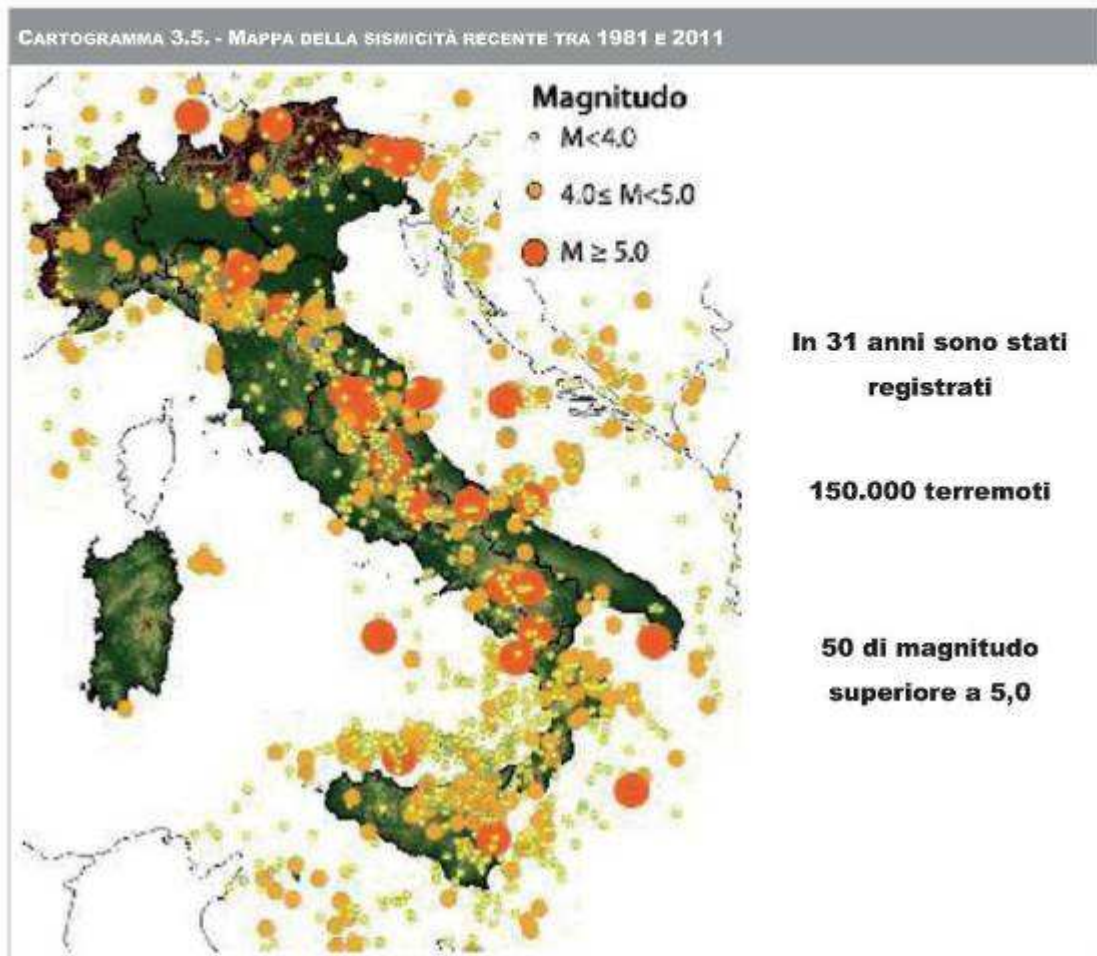 CARTOGRAMMA 3.5. - MAPPA DELLA SISMICITÀ RECENTE TRA 1981 E 2011
Magnitudo
M<4.0
4.0≤ M<5.0
M ≥ 5.0
In 31 anni sono stati
registrati
150.000 terremoti
50 di magnitudo
superiore a 5,0